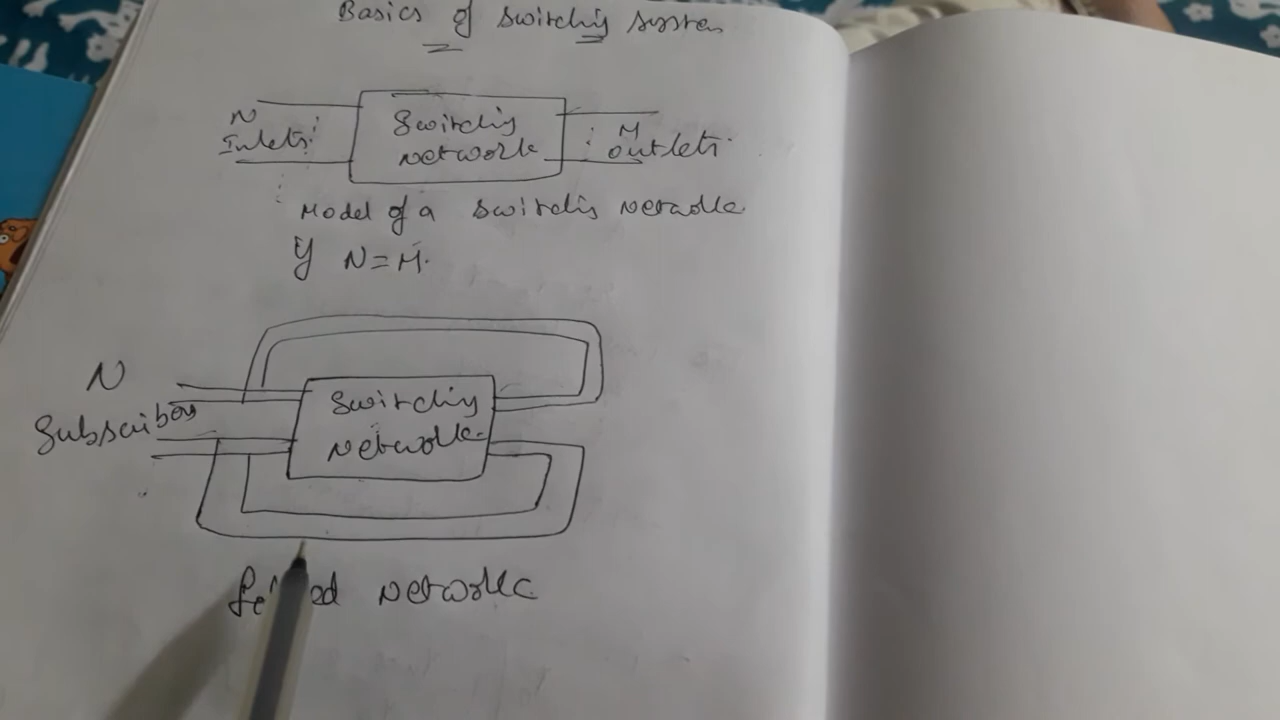 Basics of switching system
N
Inlets
Switching
network
M
outlets
Model of a switching network
If N=M.
N
Subscribers
Switching
Network
network